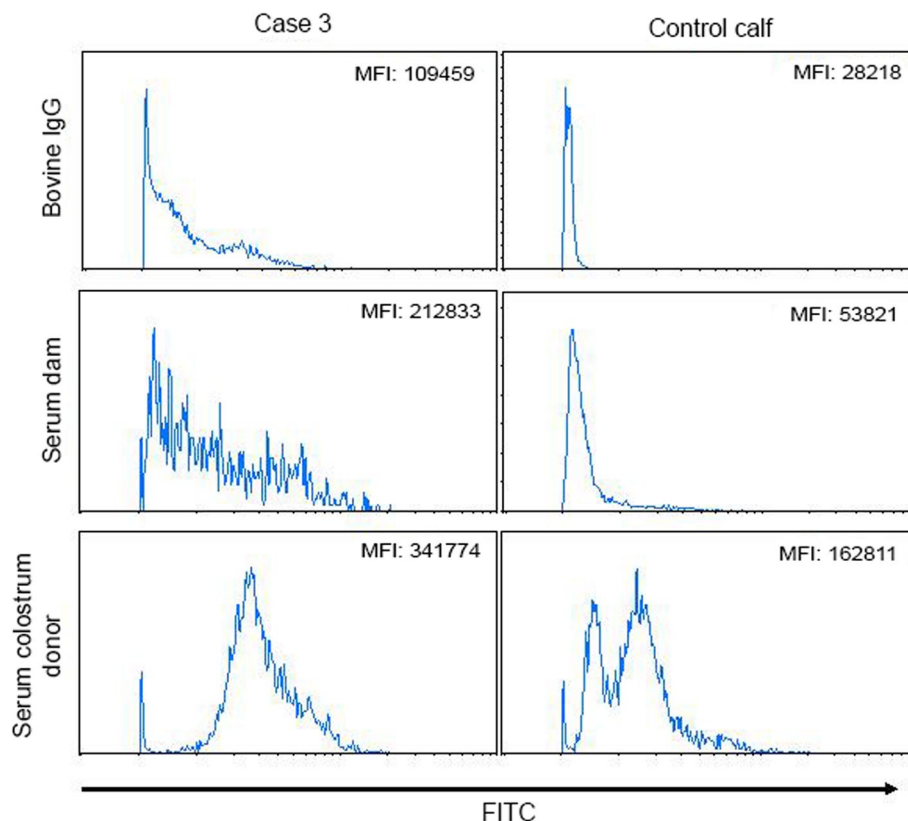 Case 3
Control calf
Bovine IgG
MFI: 109459
MFI: 28218
Serum dam
MFI: 212833
MFI: 53821
Serum colostrum
donor
MFI: 341774
MFI: 162811
FITC